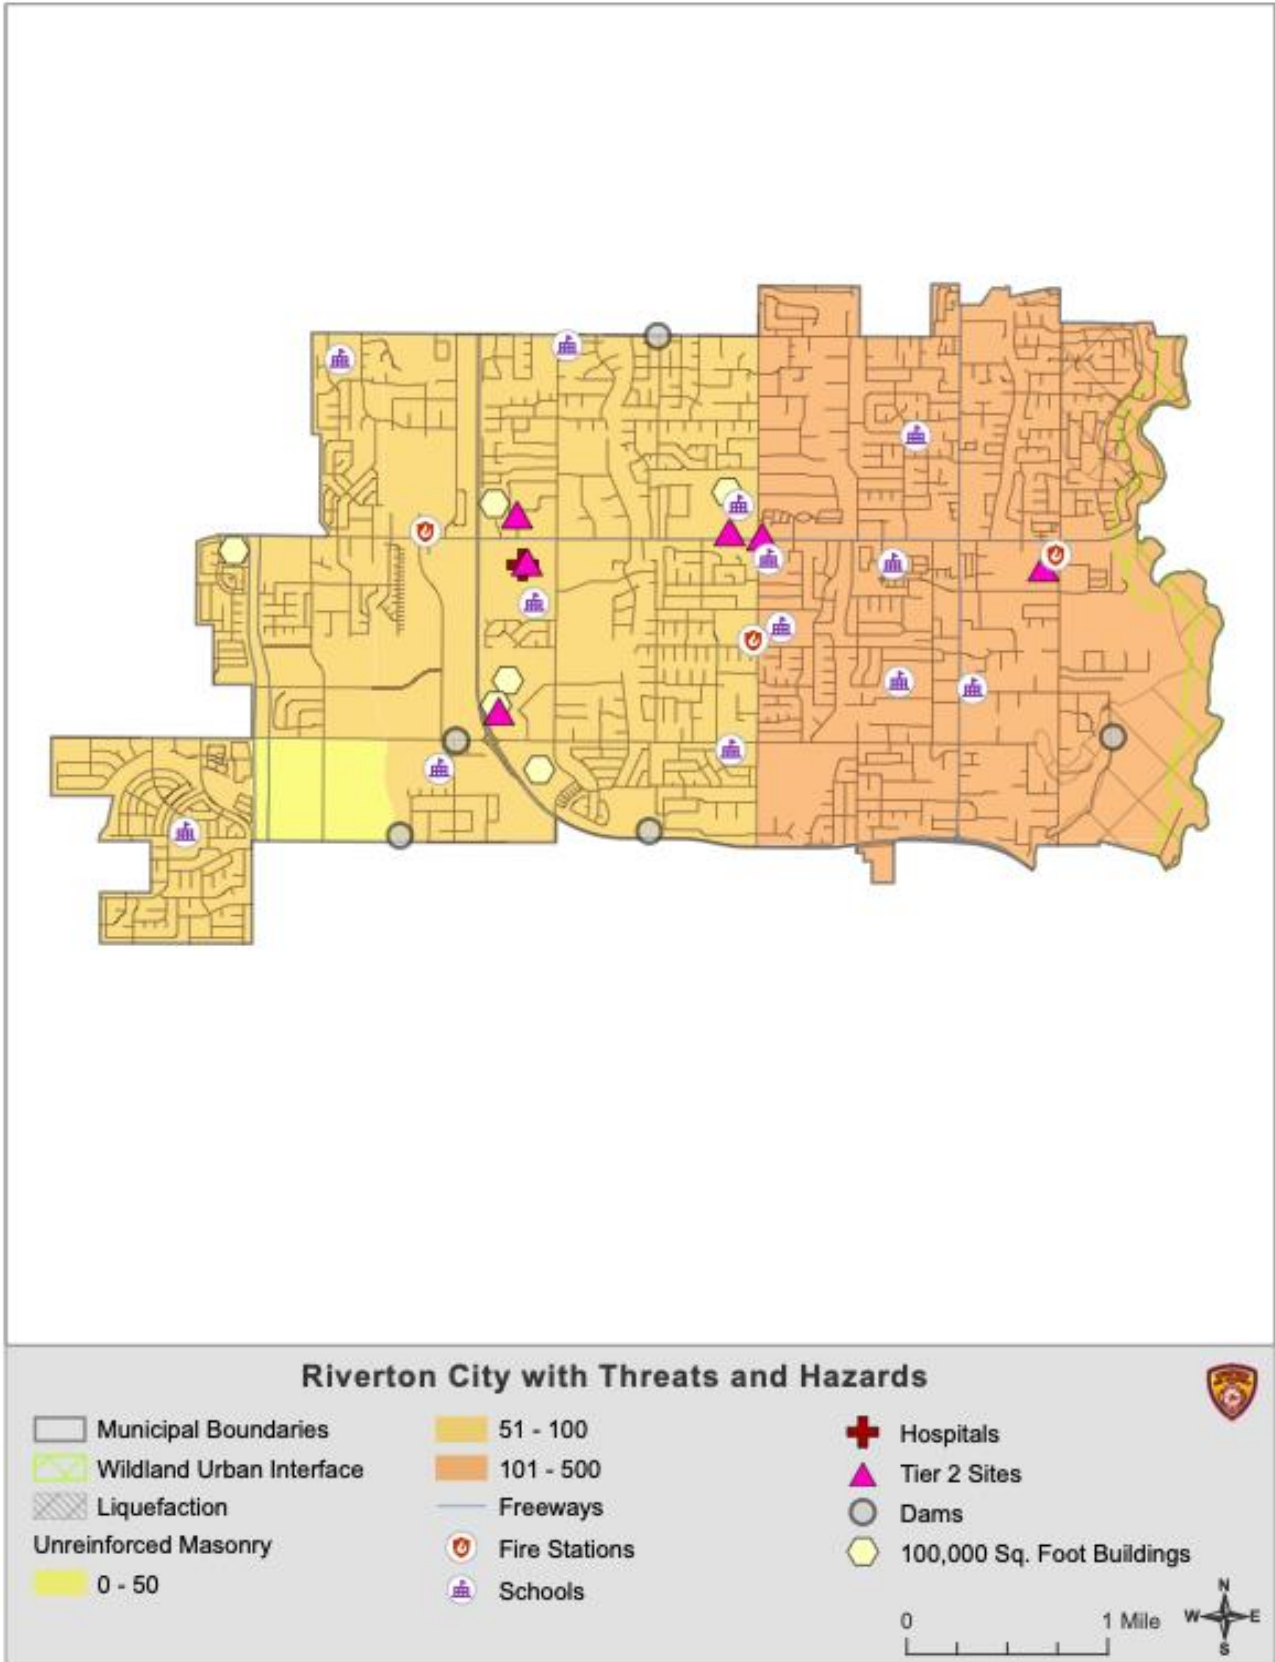 Riverton City with Threats and Hazards
Municipal Boundaries
Wildland Urban Interface
Liquefaction
Unreinforced Masonry
0 - 50
51 - 100
101 - 500
Freeways
Fire Stations
Schools
Hospitals
Tier 2 Sites
Dams
100,000 Sq. Foot Buildings
0 1 Mile
N
W E
S